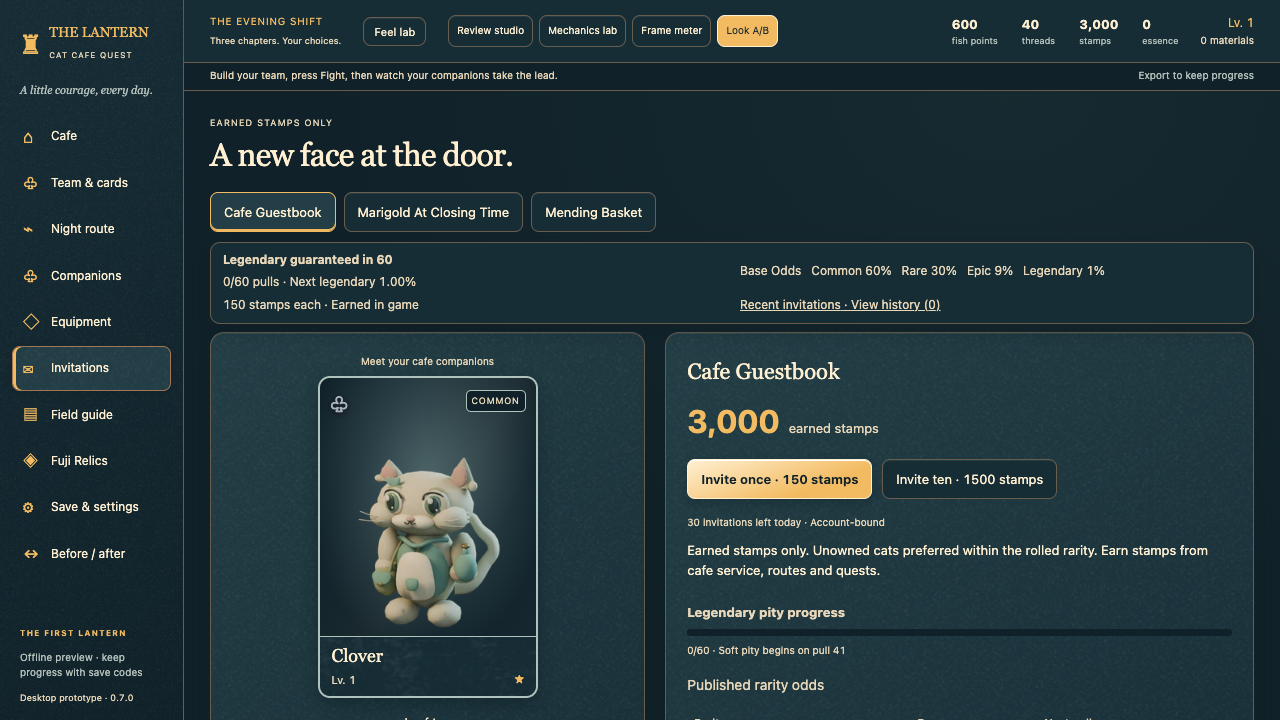 THE LANTERN
CAT CAFE QUEST
A little courage, every day.
Cafe
Team & cards
Night route
Companions
Equipment
Invitations
Field guide
Fuji Relics
Save & settings
Before / after
THE FIRST LANTERN
Offline preview · keep
progress with save codes
Desktop prototype · 0.7.0
THE EVENING SHIFT
Three chapters. Your choices.
Feel lab
Review studio
Mechanics lab
Frame meter
Look A/B
600
fish points
40
threads
3,000
stamps
0
essence
Lv. 1
0 materials
Build your team, press Fight, then watch your companions take the lead.
Export to keep progress
EARNED STAMPS ONLY
A new face at the door.
Cafe Guestbook
Marigold At Closing Time
Mending Basket
Legendary guaranteed in 60
0/60 pulls · Next legendary 1.00%
150 stamps each · Earned in game
Base Odds Common 60% Rare 30% Epic 9% Legendary 1%
Recent invitations · View history (0)
Meet your cafe companions
COMMON
Clover
Lv. 1
Cafe Guestbook
3,000 earned stamps
Invite once · 150 stamps
Invite ten · 1500 stamps
30 invitations left today · Account-bound
Earned stamps only. Unowned cats preferred within the rolled rarity. Earn stamps from
cafe service, routes and quests.
Legendary pity progress
0/60 · Soft pity begins on pull 41
Published rarity odds